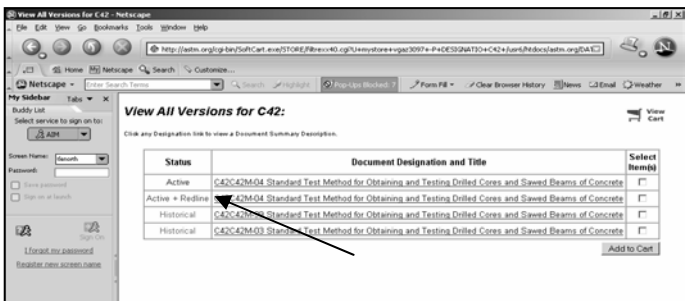 View All Versions for C42 - Netscape
File Edit View Go Bookmarks Tools Window Help
Home Netscape Search Customize...
Netscape Enter Search Terms Search Highlight Pop-Ups Blocked: 7 Form Fill Clear Browser History News Email Weather
My Sidebar Tabs
Buddy List
Select service to sign on to:
AIM
Screen Name:
Password:
Save password
Sign on at launch
Sign On
I forgot my password
Register new screen name
View All Versions for C42:
View Cart
Click any Designation link to view a Document Summary Description.
Status Document Designation and Title Select Item(s)
Active C42C42M-04 Standard Test Method for Obtaining and Testing Drilled Cores and Sawed Beams of Concrete
Active + Redline C42C42M-04 Standard Test Method for Obtaining and Testing Drilled Cores and Sawed Beams of Concrete
Historical Standard Test Method for Obtaining and Testing Drilled Cores and Sawed Beams of Concrete
Historical C42C42M-03 Standard Test Method for Obtaining and Testing Drilled Cores and Sawed Beams of Concrete
Add to Cart